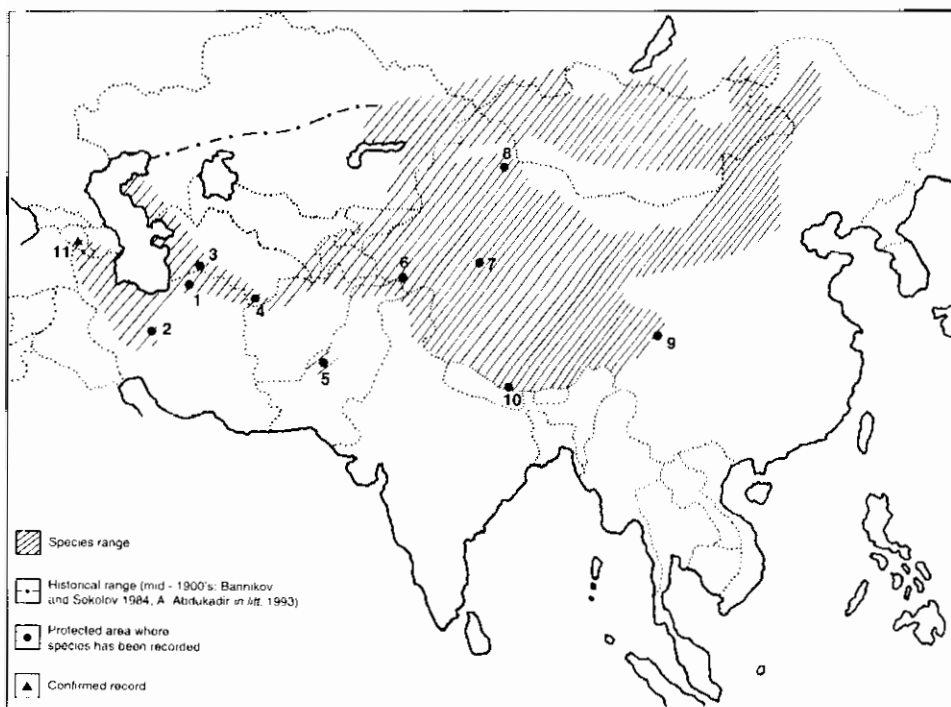 8
11
3
6
7
1
4
2
9
5
10
Species range
Historical range (mid - 1900's: Bannikov
and Sokolov 1984, A. Abdukadir in litt. 1993)
Protected area where
species has been recorded
Confirmed record